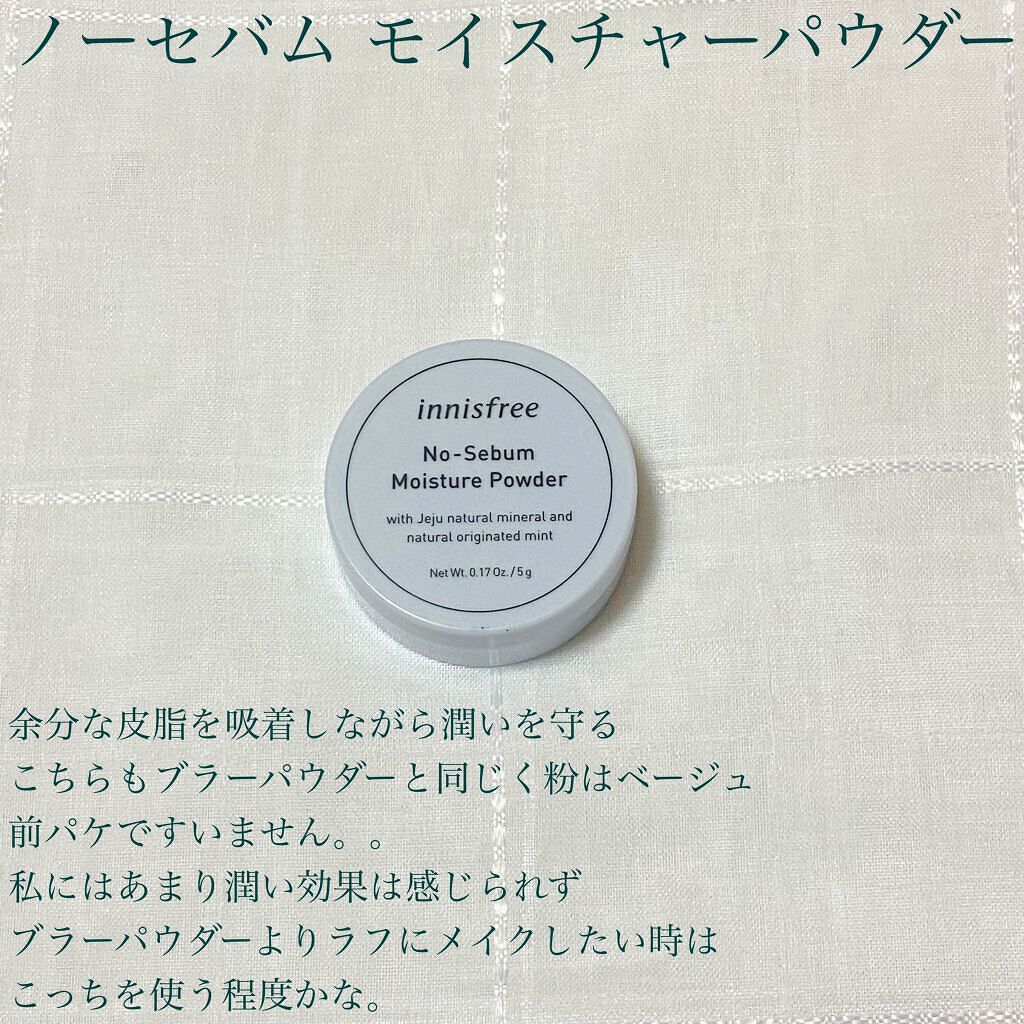 ノーセバム モイスチャーパウダー
innisfree
No-Sebum
Moisture Powder
with Jeju natural mineral and
natural originated mint
Net Wt. 0.17 Oz. / 5 g
余分な皮脂を吸着しながら潤いを守る
こちらもブラーパウダーと同じく粉はベージュ
前パケですいません。。
私にはあまり潤い効果は感じられず
ブラーパウダーよりラフにメイクしたい時は
こっちを使う程度かな。